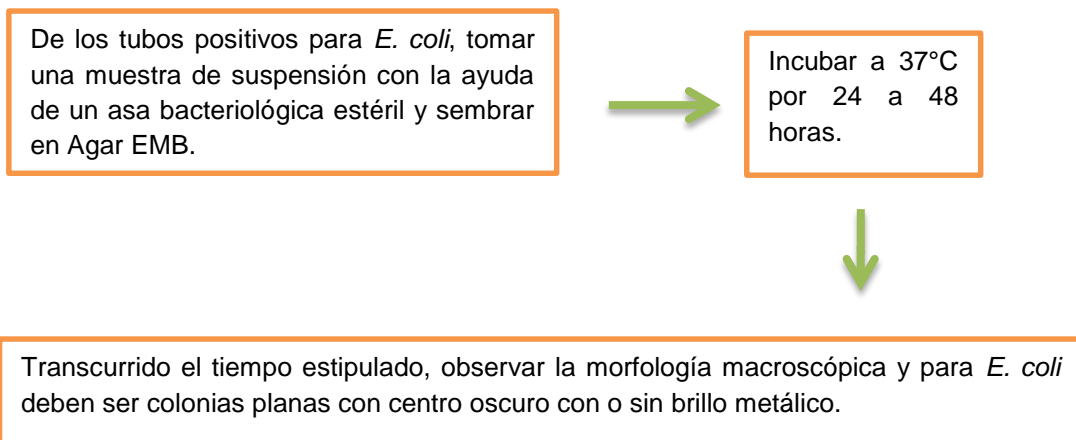 De los tubos positivos para E. coli, tomar
una muestra de suspensión con la ayuda
de un asa bacteriológica estéril y sembrar
en Agar EMB.
Incubar a 37°C
por 24 a 48
horas.
Transcurrido el tiempo estipulado, observar la morfología macroscópica y para E. coli
deben ser colonias planas con centro oscuro con o sin brillo metálico.